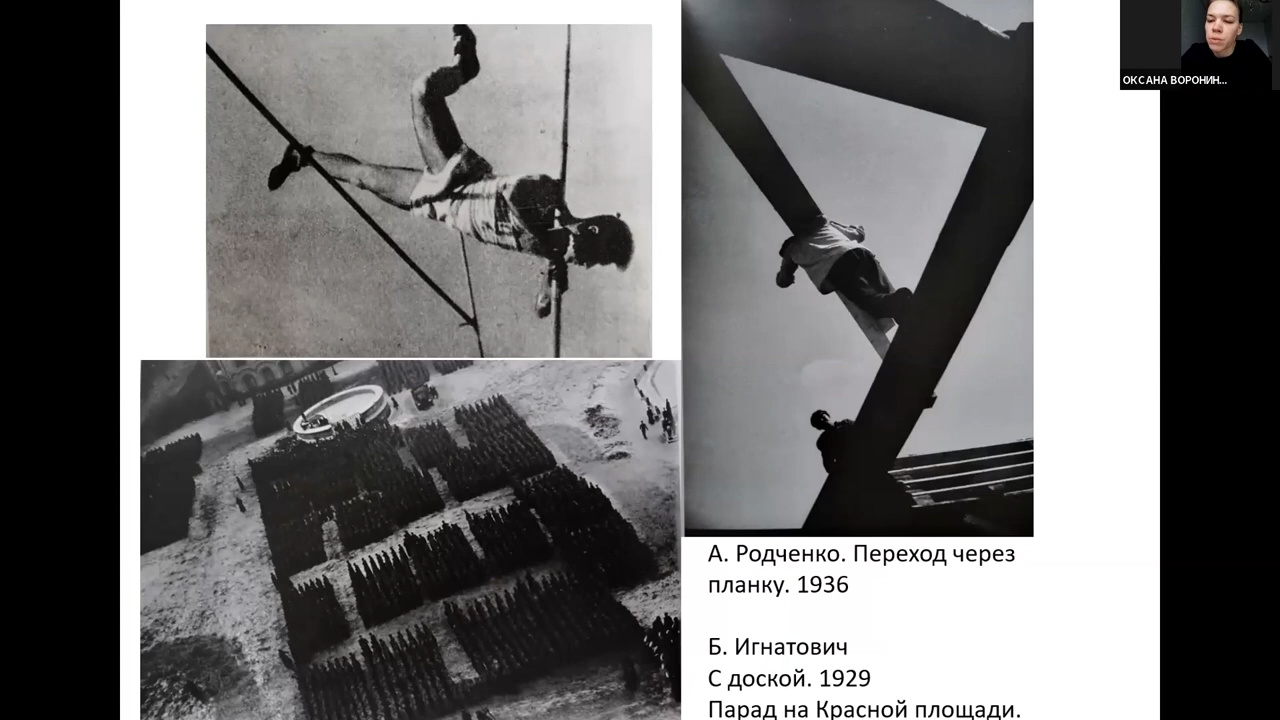 ОКСАНА ВОРОНИН...
А. Родченко. Переход через
планку. 1936
Б. Игнатович
С доской. 1929
Парад на Красной площади.